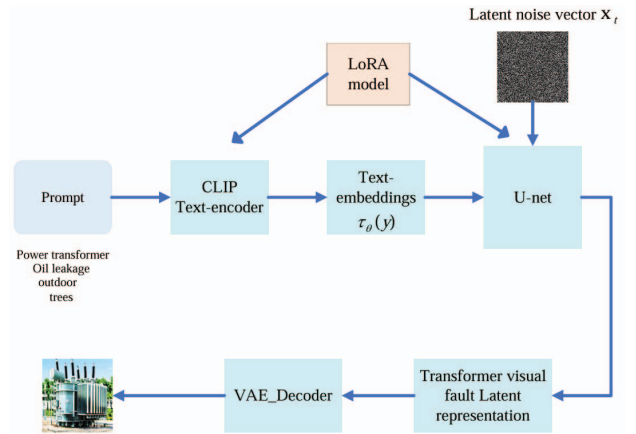 Latent noise vector x_t
LoRA
model
Prompt
CLIP
Text-encoder
Text-
embeddings
τ_θ(y)
U-net
Power transformer
Oil leakage
outdoor
trees
VAE_Decoder
Transformer visual
fault Latent
representation